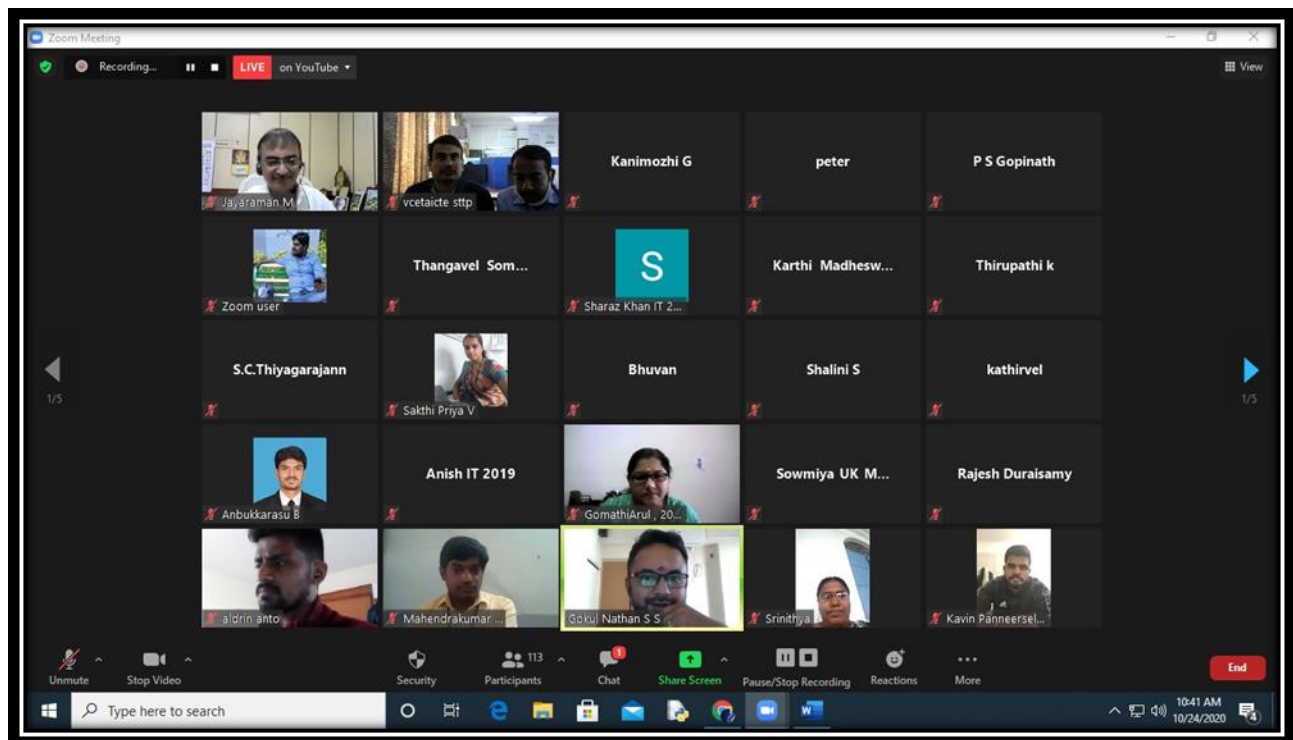 Zoom Meeting
Recording... LIVE on YouTube View
Jayaraman M vcetaicte sttp Kanimozhi G peter P S Gopinath
Zoom user Thangavel Som... S Sharaz Khan IT 2... Karthi Madhesw... Thirupathi k
S.C.Thiyagarajann Sakthi Priya V Bhuvan Shalini S kathirvel
1/5 1/5
Anbukkarasu B Anish IT 2019 GomathiArul , 20... Sowmiya UK M... Rajesh Duraisamy
aldrin anto Mahendrakumar ... Gokul Nathan S S Srinithya Kavin Panneersel...
113 1
Unmute Stop Video Security Participants Chat Share Screen Pause/Stop Recording Reactions More End
Type here to search W 10:41 AM
10/24/2020 4